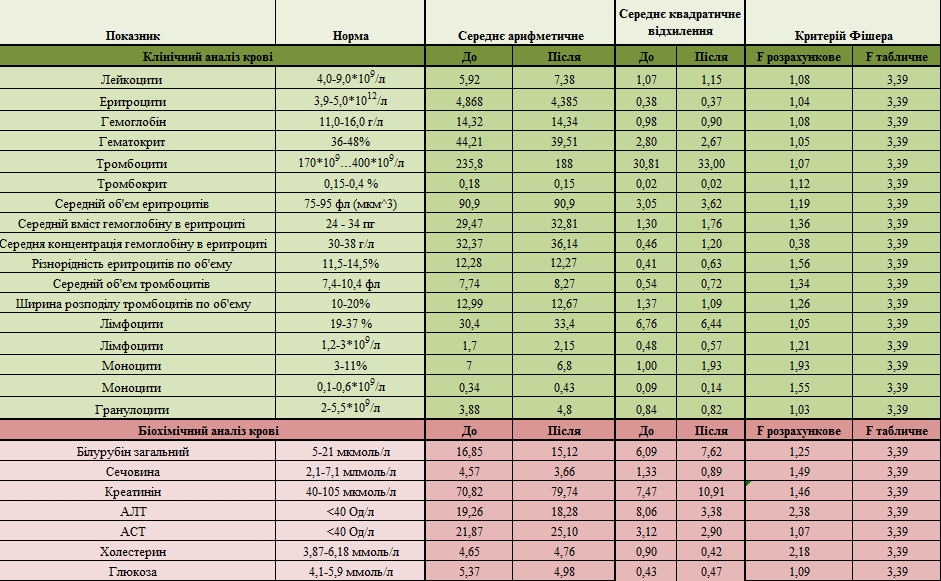 Показник Норма Середнє арифметичне Середнє квадратичне відхилення Критерій Фішера
Клінічний аналіз крові До Після До Після F розрахункове F табличне
Лейкоцити 4,0-9,0*10⁹/л 5,92 7,38 1,07 1,15 1,08 3,39
Еритроцити 3,9-5,0*10¹²/л 4,868 4,385 0,38 0,37 1,04 3,39
Гемоглобін 11,0-16,0 г/л 14,32 14,34 0,98 0,90 1,08 3,39
Гематокрит 36-48% 44,21 39,51 2,80 2,67 1,05 3,39
Тромбоцити 170*10⁹…400*10⁹/л 235,8 188 30,81 33,00 1,07 3,39
Тромбокрит 0,15-0,4 % 0,18 0,15 0,02 0,02 1,12 3,39
Середній об'єм еритроцитів 75-95 фл (мкм^3) 90,9 90,9 3,05 3,62 1,19 3,39
Середній вміст гемоглобіну в еритроциті 24 - 34 пг 29,47 32,81 1,30 1,76 1,36 3,39
Середня концентрація гемоглобіну в еритроциті 30-38 г/л 32,37 36,14 0,46 1,20 0,38 3,39
Різнорідність еритроцитів по об'єму 11,5-14,5% 12,28 12,27 0,41 0,63 1,56 3,39
Середній об'єм тромбоцитів 7,4-10,4 фл 7,74 8,27 0,54 0,72 1,34 3,39
Ширина розподілу тромбоцитів по об'єму 10-20% 12,99 12,67 1,37 1,09 1,26 3,39
Лімфоцити 19-37 % 30,4 33,4 6,76 6,44 1,05 3,39
Лімфоцити 1,2-3*10⁹/л 1,7 2,15 0,48 0,57 1,21 3,39
Моноцити 3-11% 7 6,8 1,00 1,93 1,93 3,39
Моноцити 0,1-0,6*10⁹/л 0,34 0,43 0,09 0,14 1,55 3,39
Гранулоцити 2-5,5*10⁹/л 3,88 4,8 0,84 0,82 1,03 3,39
Біохімічний аналіз крові До Після До Після F розрахункове F табличне
Білурубін загальний 5-21 мкмоль/л 16,85 15,12 6,09 7,62 1,25 3,39
Сечовина 2,1-7,1 млмоль/л 4,57 3,66 1,33 0,89 1,49 3,39
Креатинін 40-105 мкмоль/л 70,82 79,74 7,47 10,91 1,46 3,39
АЛТ <40 Од/л 19,26 18,28 8,06 3,38 2,38 3,39
АСТ <40 Од/л 21,87 25,10 3,12 2,90 1,07 3,39
Холестерин 3,87-6,18 ммоль/л 4,65 4,76 0,90 0,42 2,18 3,39
Глюкоза 4,1-5,9 ммоль/л 5,37 4,98 0,43 0,47 1,09 3,39